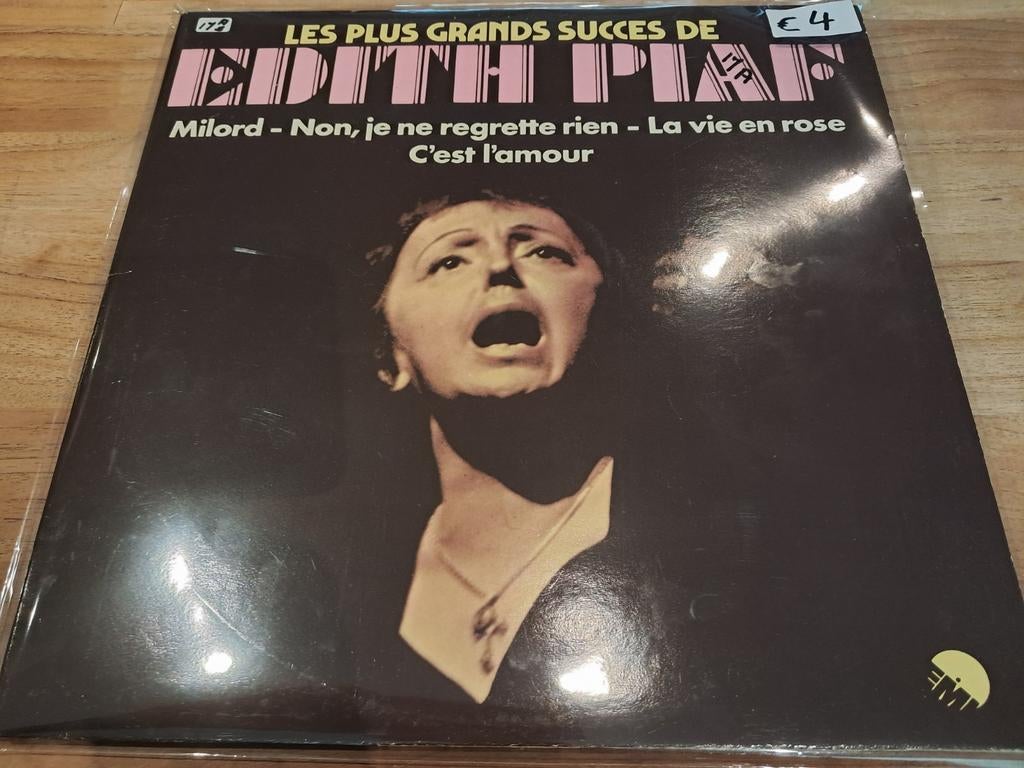 € 4
LES PLUS GRANDS SUCCES DE
EDITH PIAF
17A
Milord - Non, je ne regrette rien - La vie en rose
C'est l'amour
EMI